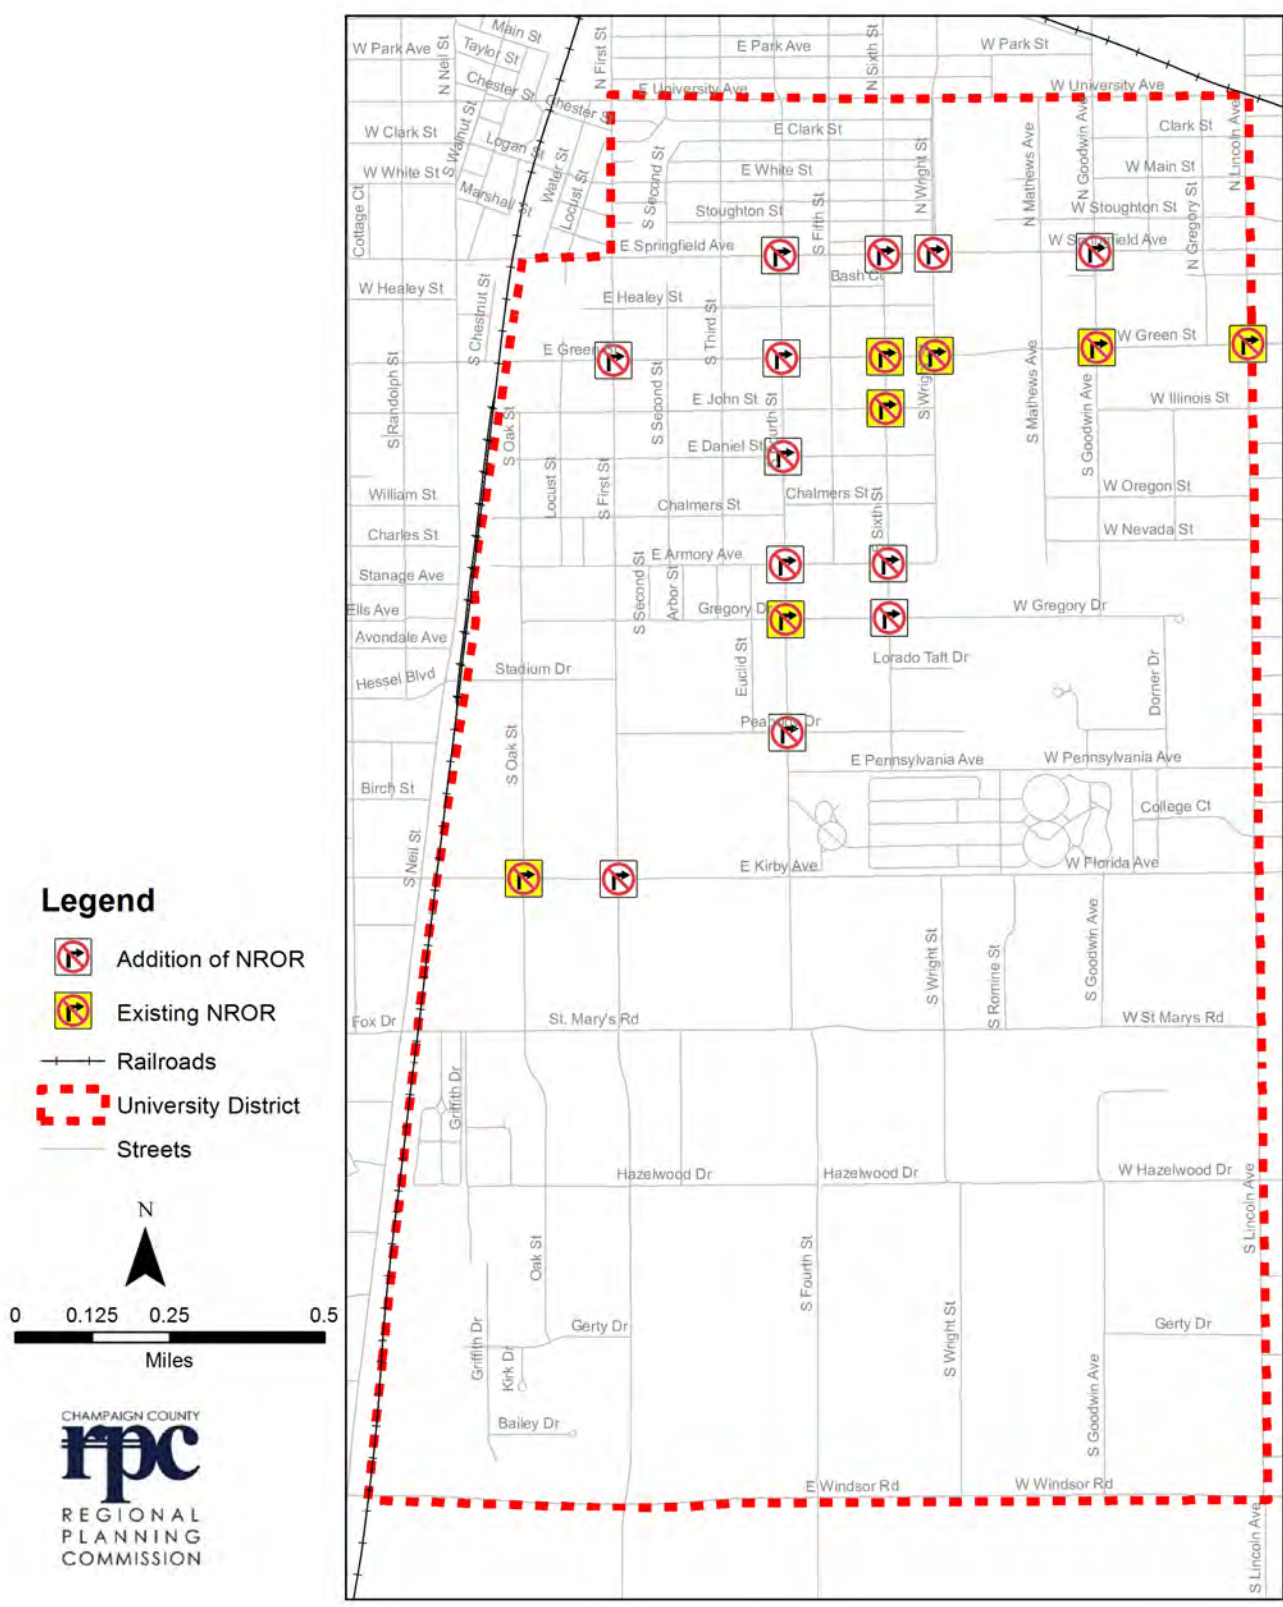 Main St
W Park Ave
Taylor St
N Neil St
N First St
E Park Ave
N Sixth St
W Park St
Chester St
Chester St
E University Ave
W University Ave
W Clark St
S Walnut St
Logan St
E Clark St
Clark St
N Goodwin Ave
N Lincoln Ave
W White St
Marshall St
Water St
Locust St
S Second St
E White St
N Wright St
N Mathews Ave
W Main St
Cottage Ct
Stoughton St
S Fifth St
W Stoughton St
N Gregory St
E Springfield Ave
W Springfield Ave
Bash Ct
W Healey St
S Chestnut St
E Healey St
S Third St
E Green
W Green St
S Randolph St
S Second St
E John St
S Wrig
S Mathews Ave
S Goodwin Ave
W Illinois St
S Oak St
E Daniel St
ourth St
Locust St
S First St
William St
Chalmers St
Chalmers St
Sixth St
W Oregon St
Charles St
W Nevada St
Stanage Ave
E Armory Ave
S Second St
Arbor St
Ells Ave
Gregory D
W Gregory Dr
Avondale Ave
Euclid St
Lorado Taft Dr
Hessel Blvd
Stadium Dr
Dorner Dr
Peabody Dr
S Oak St
E Pennsylvania Ave
W Pennsylvania Ave
Birch St
College Ct
S Neil St
E Kirby Ave
W Florida Ave
Legend
Addition of NROR
Existing NROR
Railroads
University District
Streets
S Wright St
S Romine St
S Goodwin Ave
Fox Dr
St. Mary's Rd
W St Marys Rd
Griffith Dr
Hazelwood Dr
Hazelwood Dr
W Hazelwood Dr
S Lincoln Ave
N
Oak St
S Fourth St
0
0.125
0.25
0.5
Miles
Griffith Dr
Kirk Dr
Gerty Dr
S Wright St
Gerty Dr
S Goodwin Ave
Bailey Dr
E Windsor Rd
W Windsor Rd
S Lincoln Ave
CHAMPAIGN COUNTY
rpc
REGIONAL
PLANNING
COMMISSION